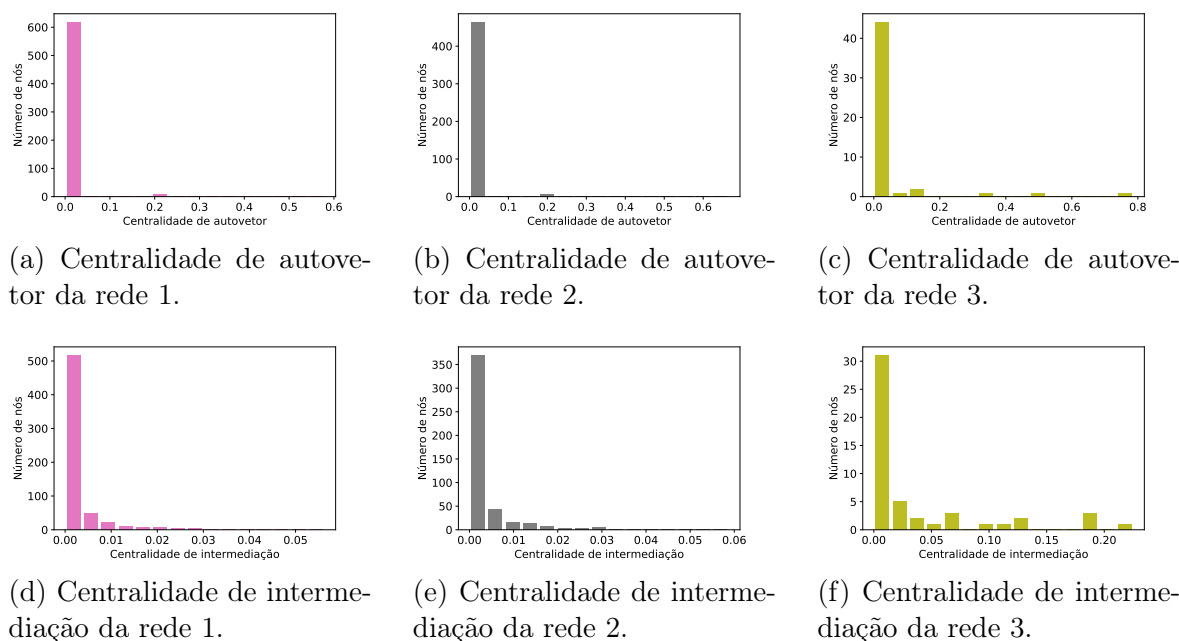 600
500
400
300
200
100
0
Número de nós
0.0 0.1 0.2 0.3 0.4 0.5 0.6
Centralidade de autovetor
400
300
200
100
0
Número de nós
0.0 0.1 0.2 0.3 0.4 0.5 0.6
Centralidade de autovetor
40
30
20
10
0
Número de nós
0.0 0.2 0.4 0.6 0.8
Centralidade de autovetor
(a) Centralidade de autove-
tor da rede 1.
(b) Centralidade de autove-
tor da rede 2.
(c) Centralidade de autove-
tor da rede 3.
500
400
300
200
100
0
Número de nós
0.00 0.01 0.02 0.03 0.04 0.05
Centralidade de intermediação
350
300
250
200
150
100
50
0
Número de nós
0.00 0.01 0.02 0.03 0.04 0.05 0.06
Centralidade de intermediação
30
25
20
15
10
5
0
Número de nós
0.00 0.05 0.10 0.15 0.20
Centralidade de intermediação
(d) Centralidade de interme-
diação da rede 1.
(e) Centralidade de interme-
diação da rede 2.
(f) Centralidade de interme-
diação da rede 3.